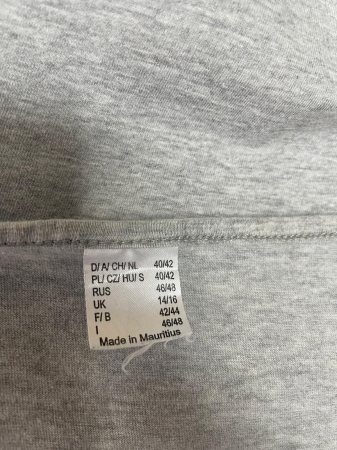 D/ A/ CH/ NL 40/42
PL/ CZ/ HU/ S 40/42
RUS 46/48
UK 14/16
F/ B 42/44
I 46/48
Made in Mauritius